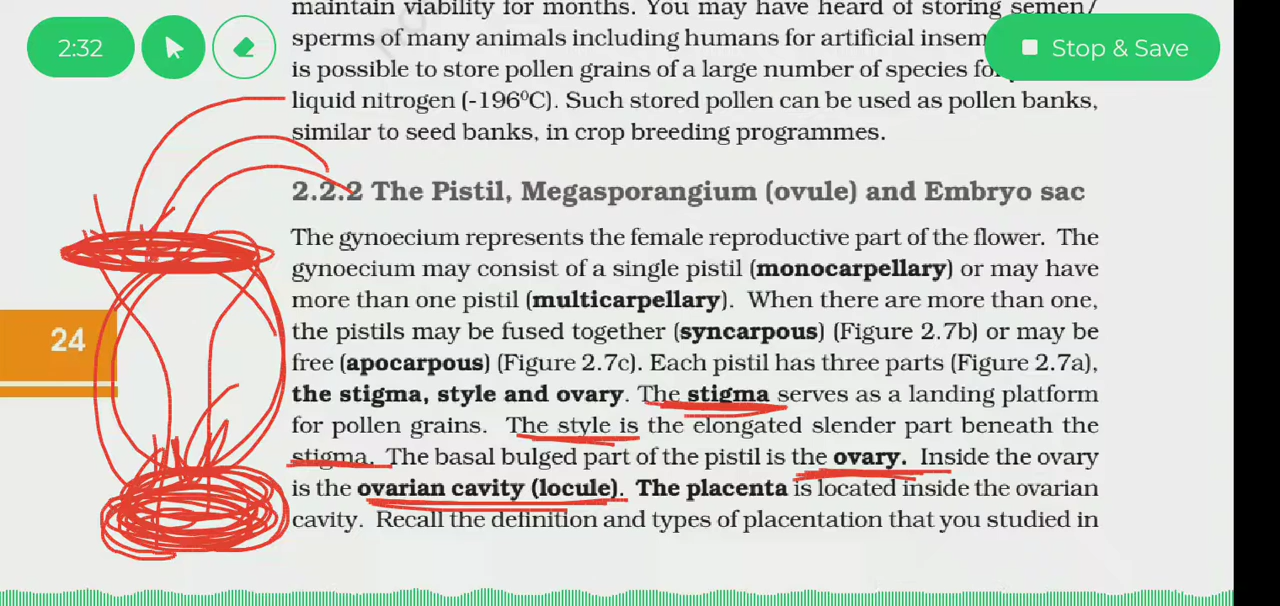 maintain viability for months. You may have heard of storing semen/
2:32
Stop & Save
sperms of many animals including humans for artificial insem
is possible to store pollen grains of a large number of species for
liquid nitrogen (-196⁰C). Such stored pollen can be used as pollen banks,
similar to seed banks, in crop breeding programmes.
2.2.2 The Pistil, Megasporangium (ovule) and Embryo sac
The gynoecium represents the female reproductive part of the flower. The
gynoecium may consist of a single pistil (monocarpellary) or may have
more than one pistil (multicarpellary). When there are more than one,
24
the pistils may be fused together (syncarpous) (Figure 2.7b) or may be
free (apocarpous) (Figure 2.7c). Each pistil has three parts (Figure 2.7a),
the stigma, style and ovary. The stigma serves as a landing platform
for pollen grains. The style is the elongated slender part beneath the
stigma. The basal bulged part of the pistil is the ovary. Inside the ovary
is the ovarian cavity (locule). The placenta is located inside the ovarian
cavity. Recall the definition and types of placentation that you studied in